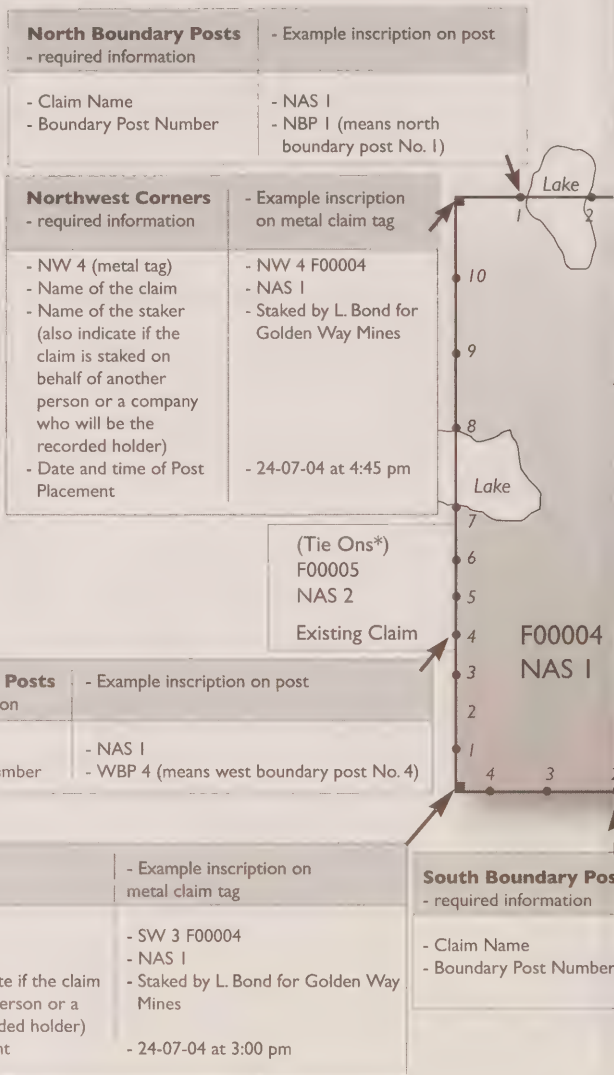 North Boundary Posts
- required information
- Example inscription on post
- Claim Name
- Boundary Post Number
- NAS 1
- NBP 1 (means north
boundary post No. 1)
Northwest Corners
- required information
- Example inscription
on metal claim tag
- NW 4 (metal tag)
- Name of the claim
- Name of the staker
(also indicate if the
claim is staked on
behalf of another
person or a company
who will be the
recorded holder)
- Date and time of Post
Placement
- NW 4 F00004
- NAS 1
- Staked by L. Bond for
Golden Way Mines
- 24-07-04 at 4:45 pm
Lake
1
2
10
9
8
Lake
7
6
5
4
3
2
1
(Tie Ons*)
F00005
NAS 2
Existing Claim
F00004
NAS 1
4
3
Posts
on
- Example inscription on post
mber
- NAS 1
- WBP 4 (means west boundary post No. 4)
- Example inscription on
metal claim tag
te if the claim
erson or a
ded holder)
nt
- SW 3 F00004
- NAS 1
- Staked by L. Bond for Golden Way
Mines
- 24-07-04 at 3:00 pm
South Boundary Pos
- required information
- Claim Name
- Boundary Post Number